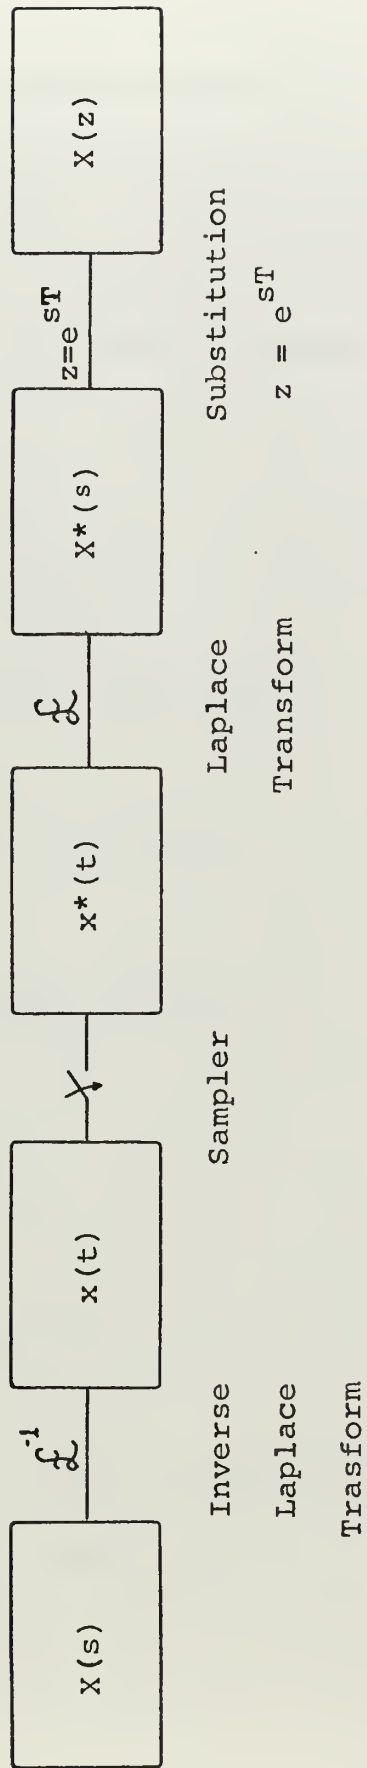 X(s)
£⁻¹
x(t)
x*(t)
£
X*(s)
z=e^sT
X(z)
Inverse
Laplace
Trasform
Sampler
Laplace
Transform
Substitution
z = e^sT